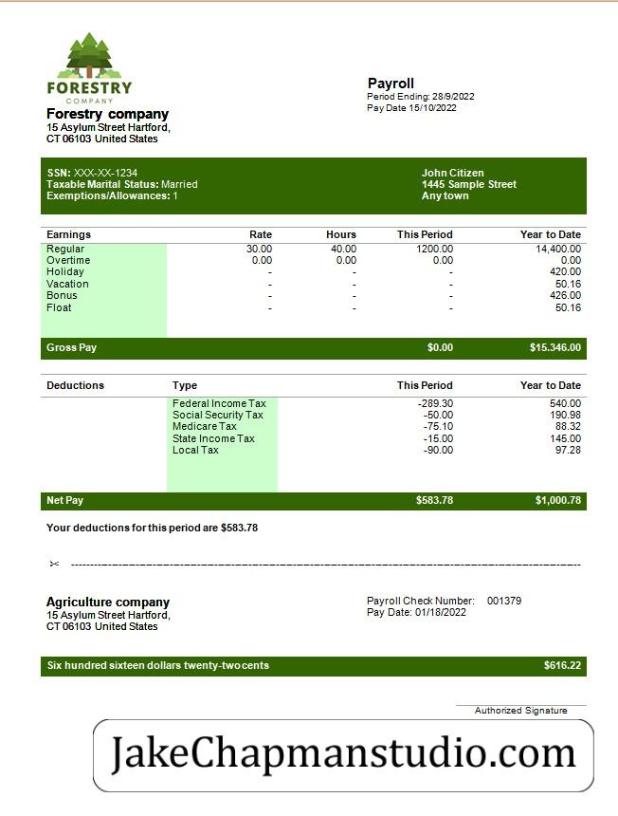 FORESTRY
COMPANY
Forestry company
15 Asylum Street Hartford,
CT 06103 United States
Payroll
Period Ending: 28/9/2022
Pay Date 15/10/2022
SSN: XXX-XX-1234
Taxable Marital Status: Married
Exemptions/Allowances: 1
John Citizen
1445 Sample Street
Any town
Earnings Rate Hours This Period Year to Date
Regular 30.00 40.00 1200.00 14,400.00
Overtime 0.00 0.00 0.00 0.00
Holiday - - - 420.00
Vacation - - - 50.16
Bonus - - - 426.00
Float - - - 50.16
Gross Pay $0.00 $15.346.00
Deductions Type This Period Year to Date
Federal Income Tax -289.30 540.00
Social Security Tax -50.00 190.98
Medicare Tax -75.10 88.32
State Income Tax -15.00 145.00
Local Tax -90.00 97.28
Net Pay $583.78 $1,000.78
Your deductions for this period are $583.78
Agriculture company
15 Asylum Street Hartford,
CT 06103 United States
Payroll Check Number: 001379
Pay Date: 01/18/2022
Six hundred sixteen dollars twenty-two cents $616.22
Authorized Signature
JakeChapmanstudio.com